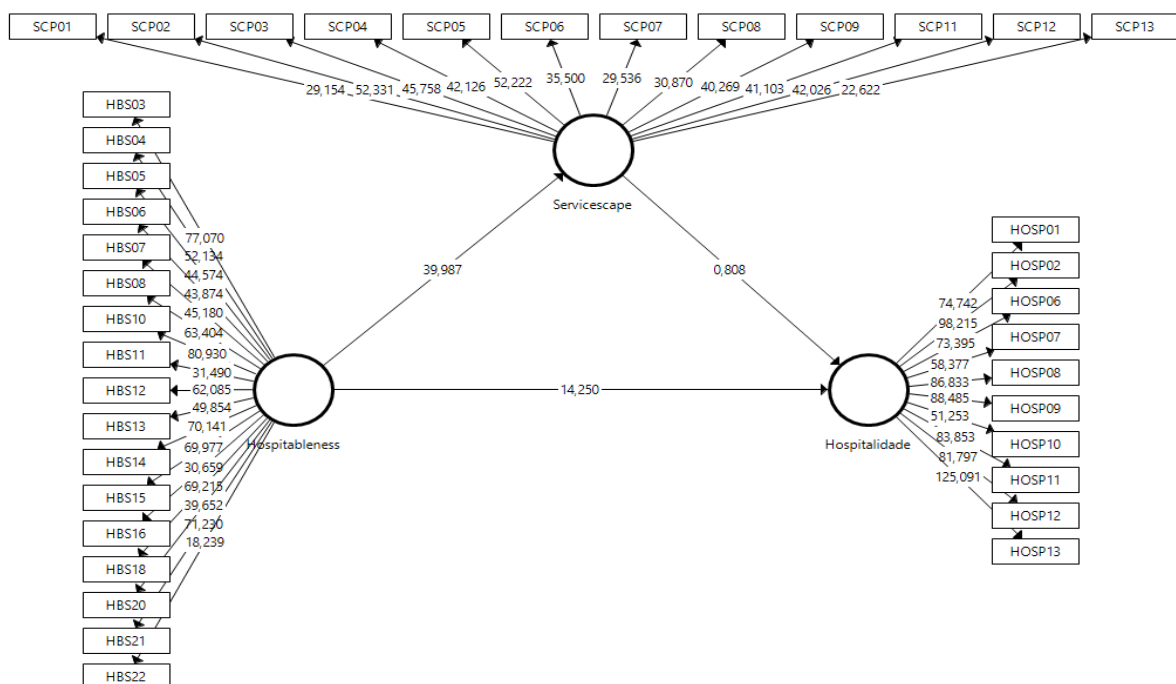 SCP01 SCP02 SCP03 SCP04 SCP05 SCP06 SCP07 SCP08 SCP09 SCP11 SCP12 SCP13
29,154 52,331 45,758 42,126 52,222 35,500 29,536 30,870 40,269 41,103 42,026 22,622
Servicescape
HBS03
HBS04
HBS05
HBS06
HBS07
HBS08
HBS10
HBS11
HBS12
HBS13
HBS14
HBS15
HBS16
HBS18
HBS20
HBS21
HBS22
77,070
52,134
44,574
43,874
45,180
63,404
80,930
31,490
62,085
49,854
70,141
69,977
30,659
69,215
39,652
71,230
18,239
Hospitableness
39,987
0,808
14,250
Hospitalidade
74,742
98,215
73,395
58,377
86,833
88,485
51,253
83,853
81,797
125,091
HOSP01
HOSP02
HOSP06
HOSP07
HOSP08
HOSP09
HOSP10
HOSP11
HOSP12
HOSP13